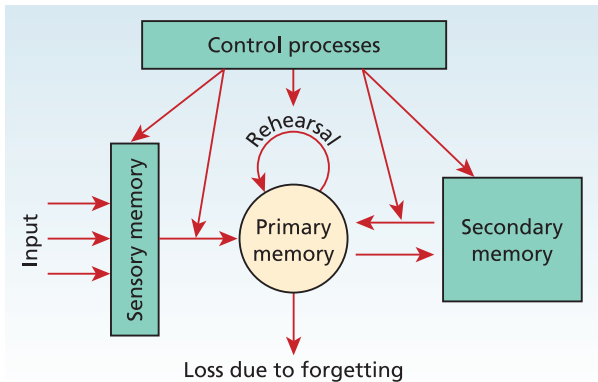 Control processes
Rehearsal
Input
Sensory memory
Primary
memory
Secondary
memory
Loss due to forgetting